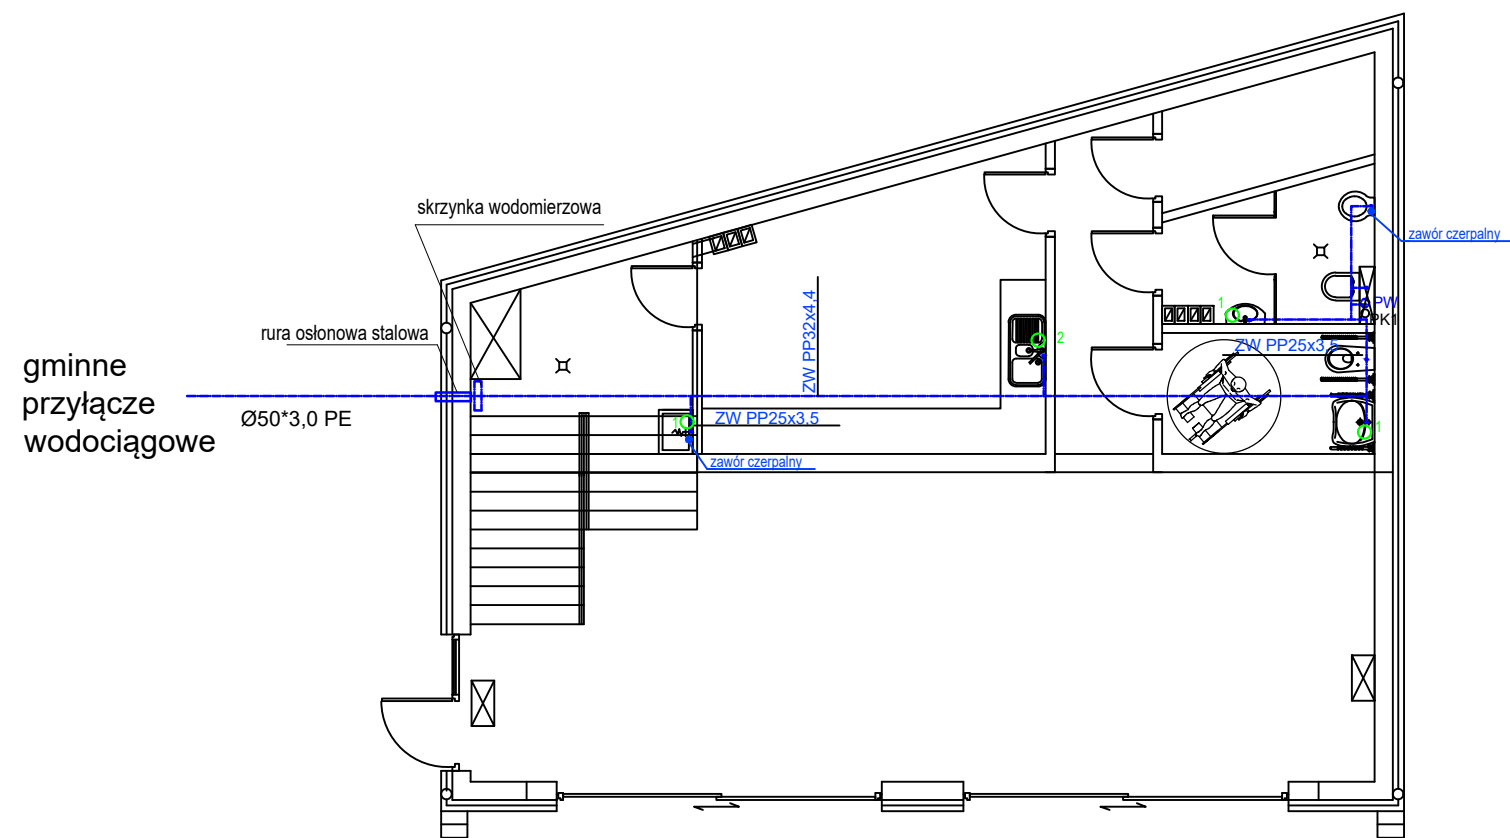 skrzynka wodomierzowa
zawór czerpalny
1
PW
PK1
rura osłonowa stalowa
ZW PP32x4,4
2
ZW PP25x3,5
gminne
przyłącze
wodociągowe
Ø50*3,0 PE
1
ZW PP25x3,5
1
zawór czerpalny